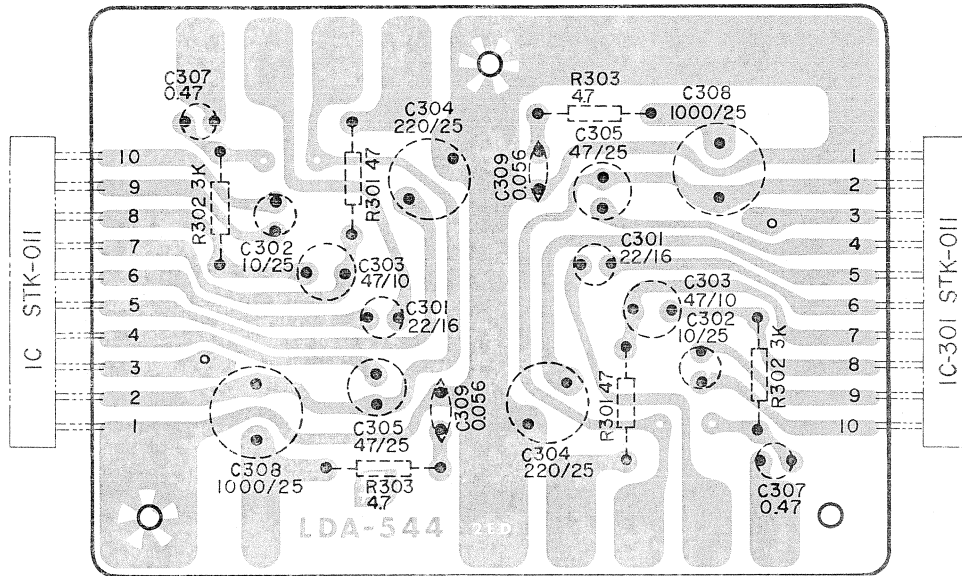 C307
0.47
C304
220/25
R303
4.7
C308
1000/25
C305
47/25
C309
0.056
R302 3K
R301 47
C302
10/25
C303
47/10
C301
22/16
10
9
8
7
6
5
4
3
2
1
IC STK-011
1
2
3
4
5
6
7
8
9
10
IC-301 STK-011
C301
22/16
C303
47/10
C302
10/25
R302 3K
R301 47
C304
220/25
C307
0.47
C305
47/25
C309
0.056
C308
1000/25
R303
4.7
LDA-544 2ED